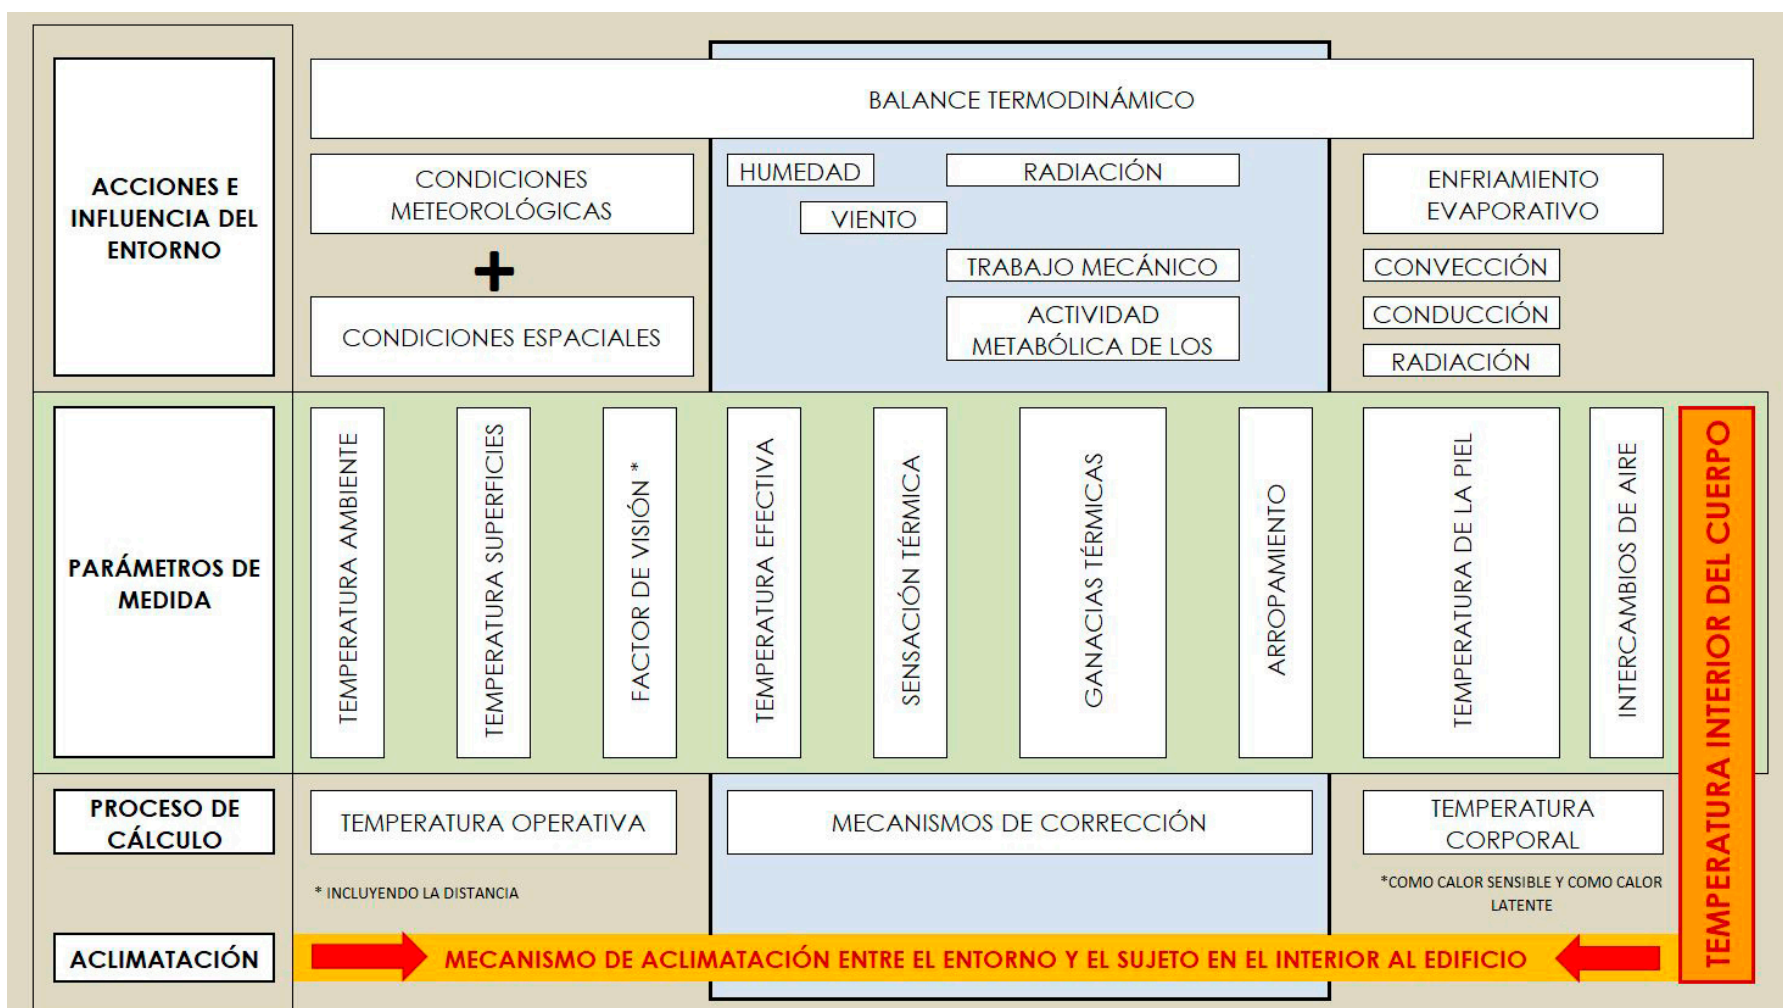 ACCIONES E
INFLUENCIA DEL
ENTORNO
BALANCE TERMODINÁMICO
CONDICIONES
METEOROLÓGICAS
+
CONDICIONES ESPACIALES
HUMEDAD
RADIACIÓN
VIENTO
TRABAJO MECÁNICO
ACTIVIDAD
METABÓLICA DE LOS
ENFRIAMIENTO
EVAPORATIVO
CONVECCIÓN
CONDUCCIÓN
RADIACIÓN
PARÁMETROS DE
MEDIDA
TEMPERATURA AMBIENTE
TEMPERATURA SUPERFICIES
FACTOR DE VISIÓN *
TEMPERATURA EFECTIVA
SENSACIÓN TÉRMICA
GANACIAS TÉRMICAS
ARROPAMIENTO
TEMPERATURA DE LA PIEL
INTERCAMBIOS DE AIRE
TEMPERATURA INTERIOR DEL CUERPO
PROCESO DE
CÁLCULO
TEMPERATURA OPERATIVA
MECANISMOS DE CORRECCIÓN
TEMPERATURA
CORPORAL
* INCLUYENDO LA DISTANCIA
*COMO CALOR SENSIBLE Y COMO CALOR
LATENTE
ACLIMATACIÓN
MECANISMO DE ACLIMATACIÓN ENTRE EL ENTORNO Y EL SUJETO EN EL INTERIOR AL EDIFICIO